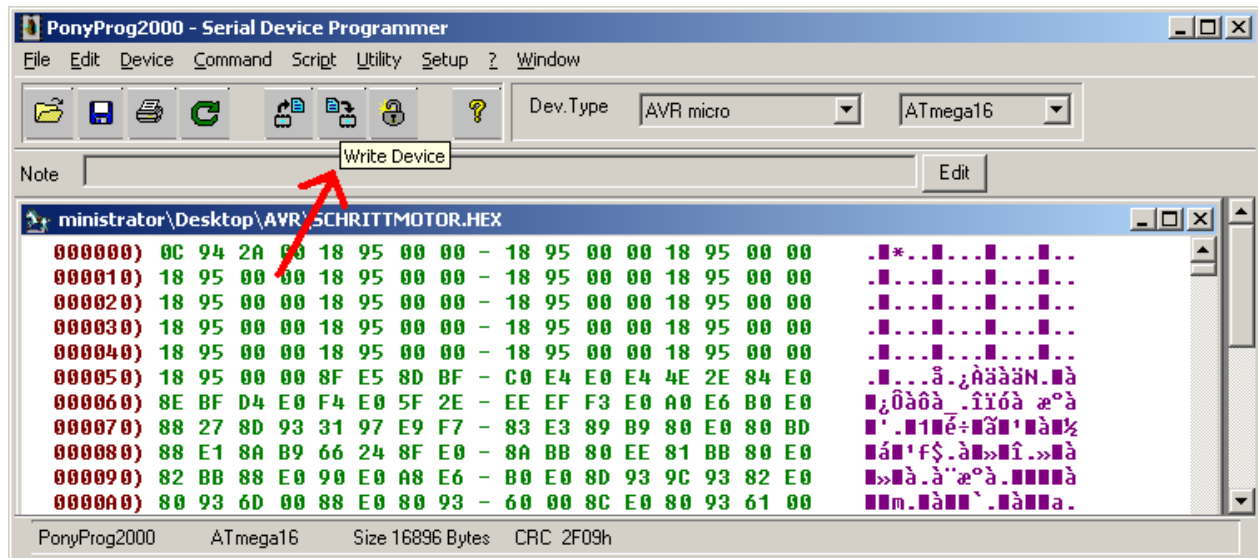 PonyProg2000 - Serial Device Programmer
File Edit Device Command Script Utility Setup ? Window
Dev.Type AVR micro ATmega16
Write Device
Note Edit
ministrator\Desktop\AVR\SCHRITTMOTOR.HEX
000000) 0C 94 2A 00 18 95 00 00 - 18 95 00 00 18 95 00 00 .█*..█...█...█..
000010) 18 95 00 00 18 95 00 00 - 18 95 00 00 18 95 00 00 .█...█...█...█..
000020) 18 95 00 00 18 95 00 00 - 18 95 00 00 18 95 00 00 .█...█...█...█..
000030) 18 95 00 00 18 95 00 00 - 18 95 00 00 18 95 00 00 .█...█...█...█..
000040) 18 95 00 00 18 95 00 00 - 18 95 00 00 18 95 00 00 .█...█...█...█..
000050) 18 95 00 00 8F E5 8D BF - C0 E4 E0 E4 4E 2E 84 E0 .█...å.¿ÀäàäN.█à
000060) 8E BF D4 E0 F4 E0 5F 2E - EE EF F3 E0 A0 E6 B0 E0 █¿Ôàôà_.îïóà æ°à
000070) 88 27 8D 93 31 97 E9 F7 - 83 E3 89 B9 80 E0 80 BD █'.█1█é÷█ã█¹█à█½
000080) 88 E1 8A B9 66 24 8F E0 - 8A BB 80 EE 81 BB 80 E0 █á█¹f$.à█»█î.»█à
000090) 82 BB 88 E0 90 E0 A8 E6 - B0 E0 8D 93 9C 93 82 E0 █»█à.à¨æ°à.████à
0000A0) 80 93 6D 00 88 E0 80 93 - 60 00 8C E0 80 93 61 00 ██m.█à██`.█à██a.
PonyProg2000 ATmega16 Size 16896 Bytes CRC 2F09h